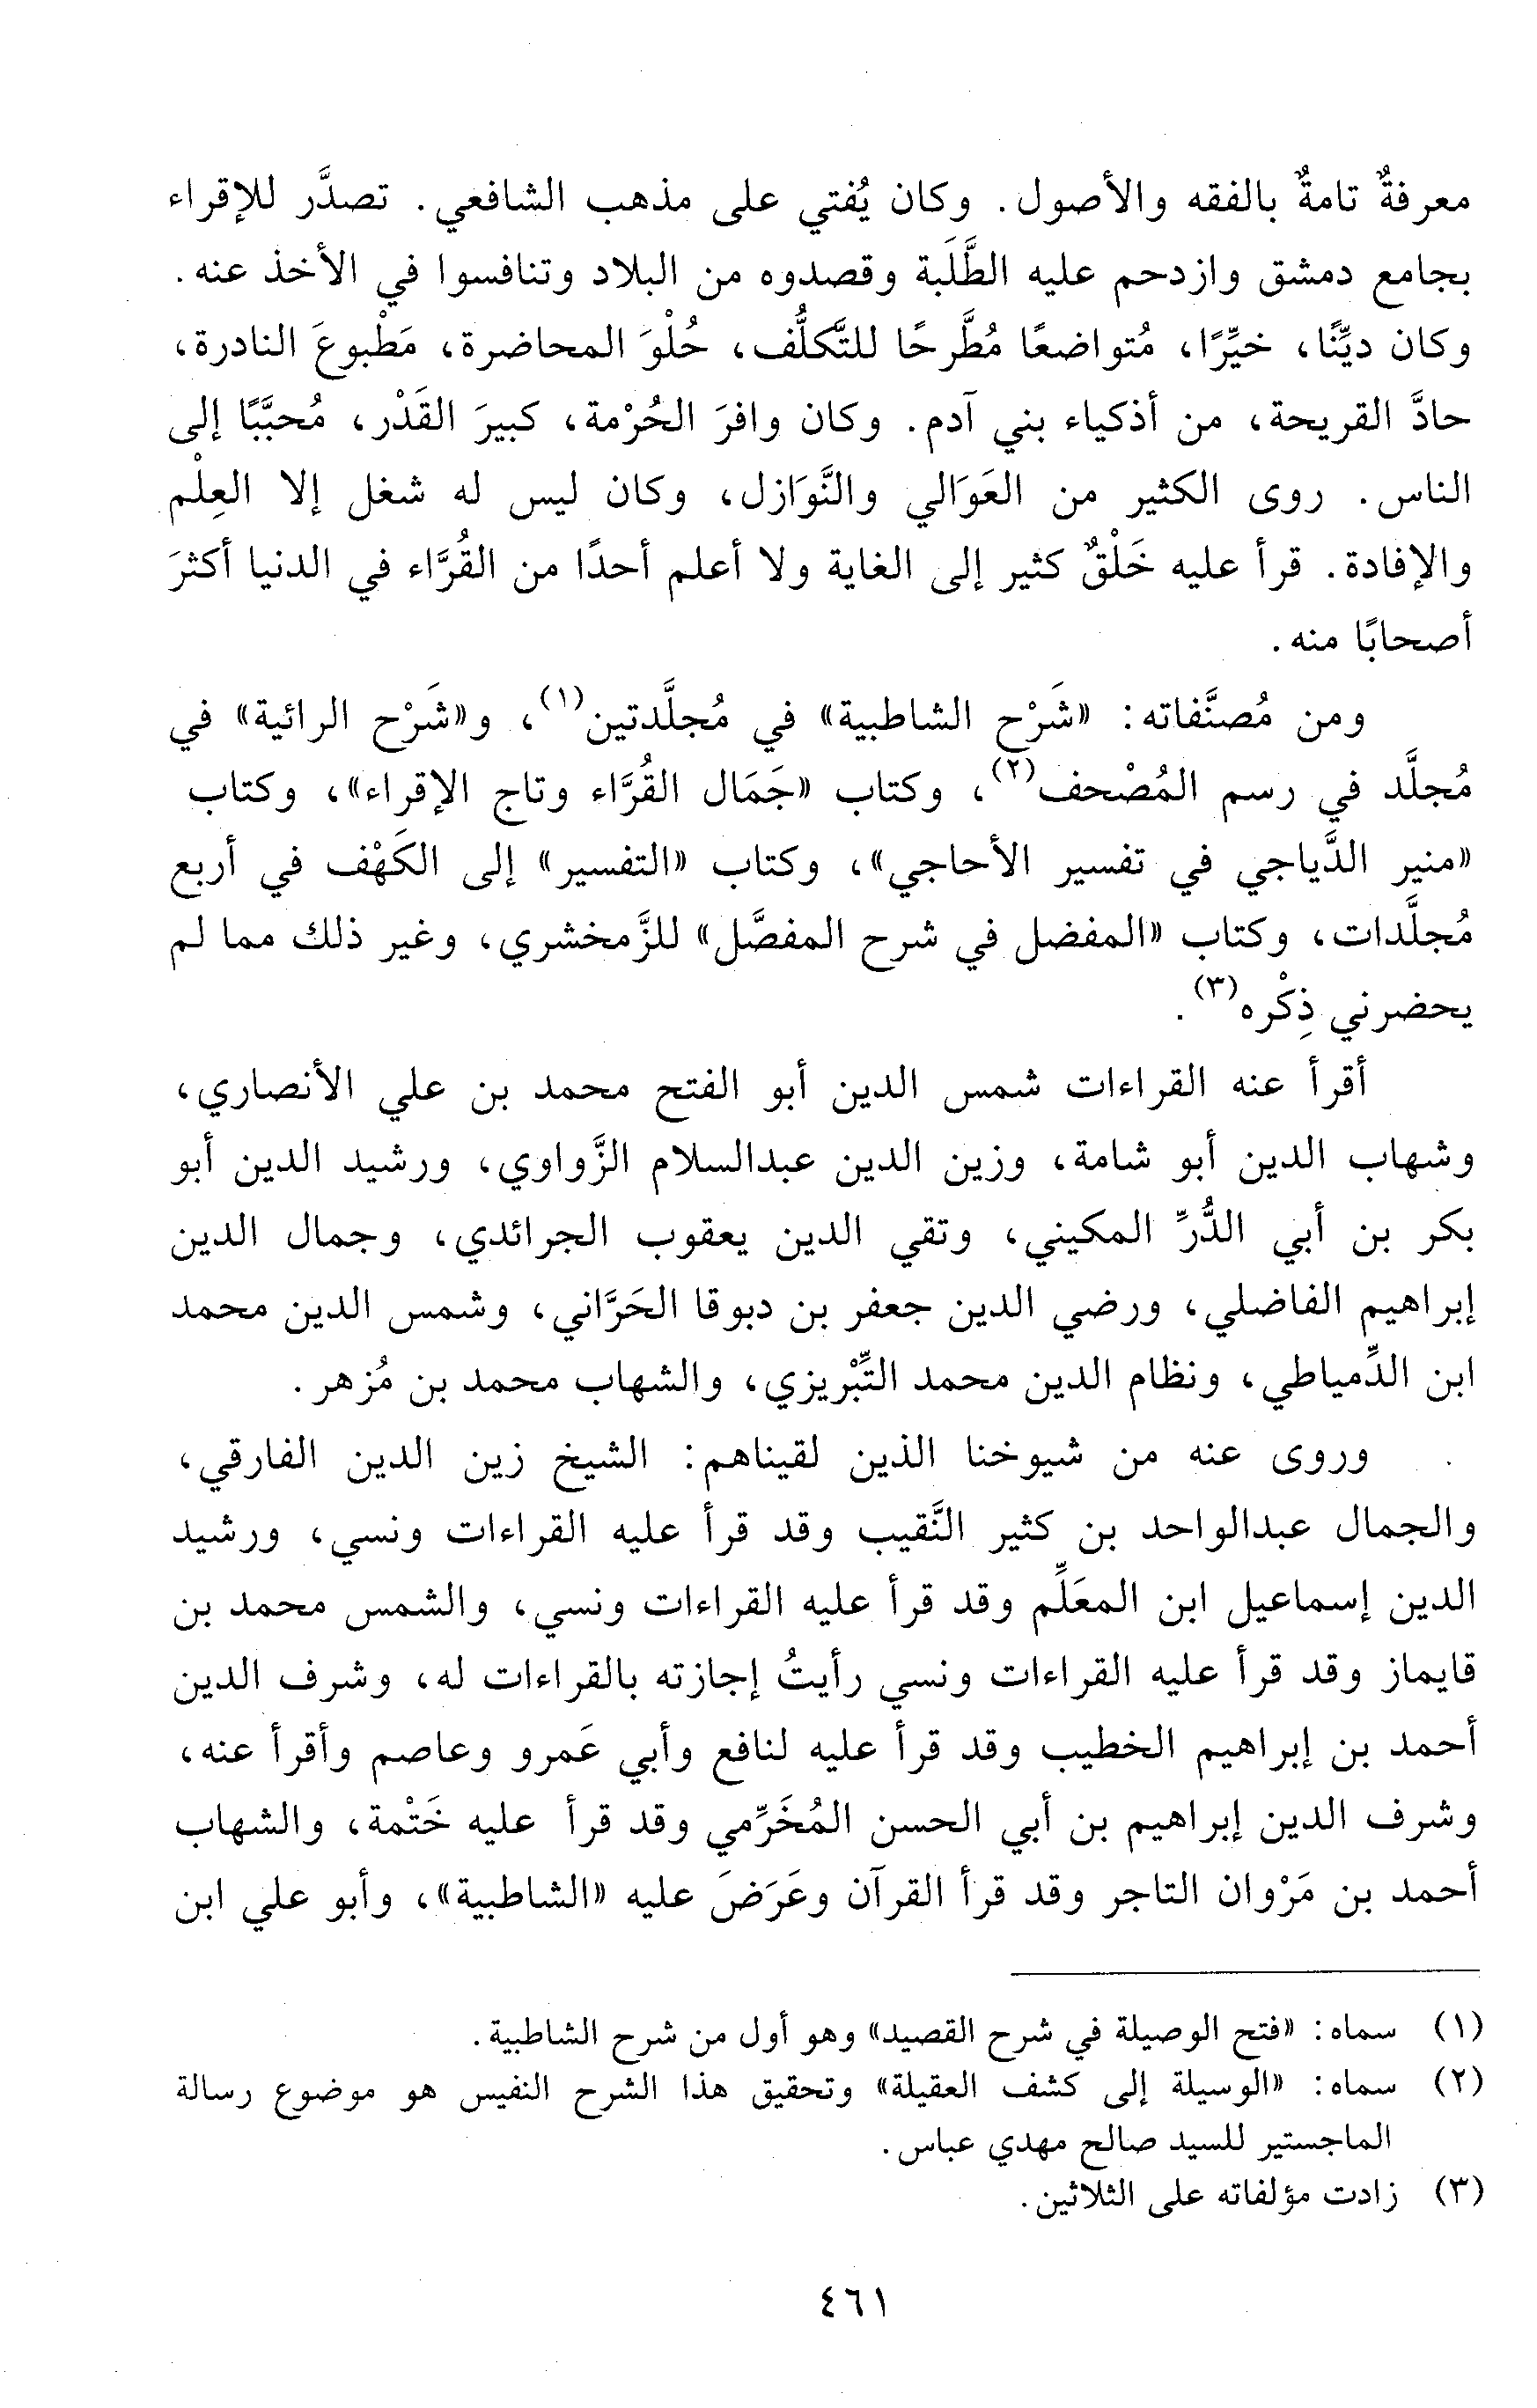 معرفةٌ تامةٌ بالفقه والأصول. وكان يُفتي على مذهب الشافعي. تصدَّر للإقراء
بجامع دمشق وازدحم عليه الطَّلَبة وقصدوه من البلاد وتنافسوا في الأخذ عنه.
وكان ديِّنًا، خيِّرًا، مُتواضعًا مُطَّرحًا للتَّكلُّف، حُلْوَ المحاضرة، مَطْبوعَ النادرة،
حادَّ القريحة، من أذكياء بني آدم. وكان وافرَ الحُرْمة، كبيرَ القَدْر، مُحبَّبًا إلى
الناس. روى الكثير من العَوَالي والنَّوَازل، وكان ليس له شغل إلا العِلْم
والإفادة. قرأ عليه خَلْقٌ كثير إلى الغاية ولا أعلم أحدًا من القُرَّاء في الدنيا أكثرَ
أصحابًا منه.
ومن مُصنَّفاته: «شَرْح الشاطبية» في مُجلَّدتين(١)، و«شَرْح الرائية» في
مُجلَّد في رسم المُصْحف(٢)، وكتاب «جَمَال القُرَّاء وتاج الإقراء»، وكتاب
«منير الدَّياجي في تفسير الأحاجي»، وكتاب «التفسير» إلى الكَهْف في أربع
مُجلَّدات، وكتاب «المفضل في شرح المفصَّل» للزَّمخشري، وغير ذلك مما لم
يحضرني ذِكْره(٣).
أقرأ عنه القراءات شمس الدين أبو الفتح محمد بن علي الأنصاري،
وشهاب الدين أبو شامة، وزين الدين عبدالسلام الزَّواوي، ورشيد الدين أبو
بكر بن أبي الدُّرِّ المكيني، وتقي الدين يعقوب الجرائدي، وجمال الدين
إبراهيم الفاضلي، ورضي الدين جعفر بن دبوقا الحَرَّاني، وشمس الدين محمد
ابن الدِّمياطي، ونظام الدين محمد التِّبْريزي، والشهاب محمد بن مُزهر.
وروى عنه من شيوخنا الذين لقيناهم: الشيخ زين الدين الفارقي،
والجمال عبدالواحد بن كثير النَّقيب وقد قرأ عليه القراءات ونسي، ورشيد
الدين إسماعيل ابن المعَلِّم وقد قرأ عليه القراءات ونسي، والشمس محمد بن
قايماز وقد قرأ عليه القراءات ونسي رأيتُ إجازته بالقراءات له، وشرف الدين
أحمد بن إبراهيم الخطيب وقد قرأ عليه لنافع وأبي عَمرو وعاصم وأقرأ عنه،
وشرف الدين إبراهيم بن أبي الحسن المُخَرِّمي وقد قرأ عليه خَتْمة، والشهاب
أحمد بن مَرْوان التاجر وقد قرأ القرآن وعَرَضَ عليه «الشاطبية»، وأبو علي ابن
(١) سماه: «فتح الوصيلة في شرح القصيد» وهو أول من شرح الشاطبية.
(٢) سماه: «الوسيلة إلى كشف العقيلة» وتحقيق هذا الشرح النفيس هو موضوع رسالة
الماجستير للسيد صالح مهدي عباس.
(٣) زادت مؤلفاته على الثلاثين.
٤٦١